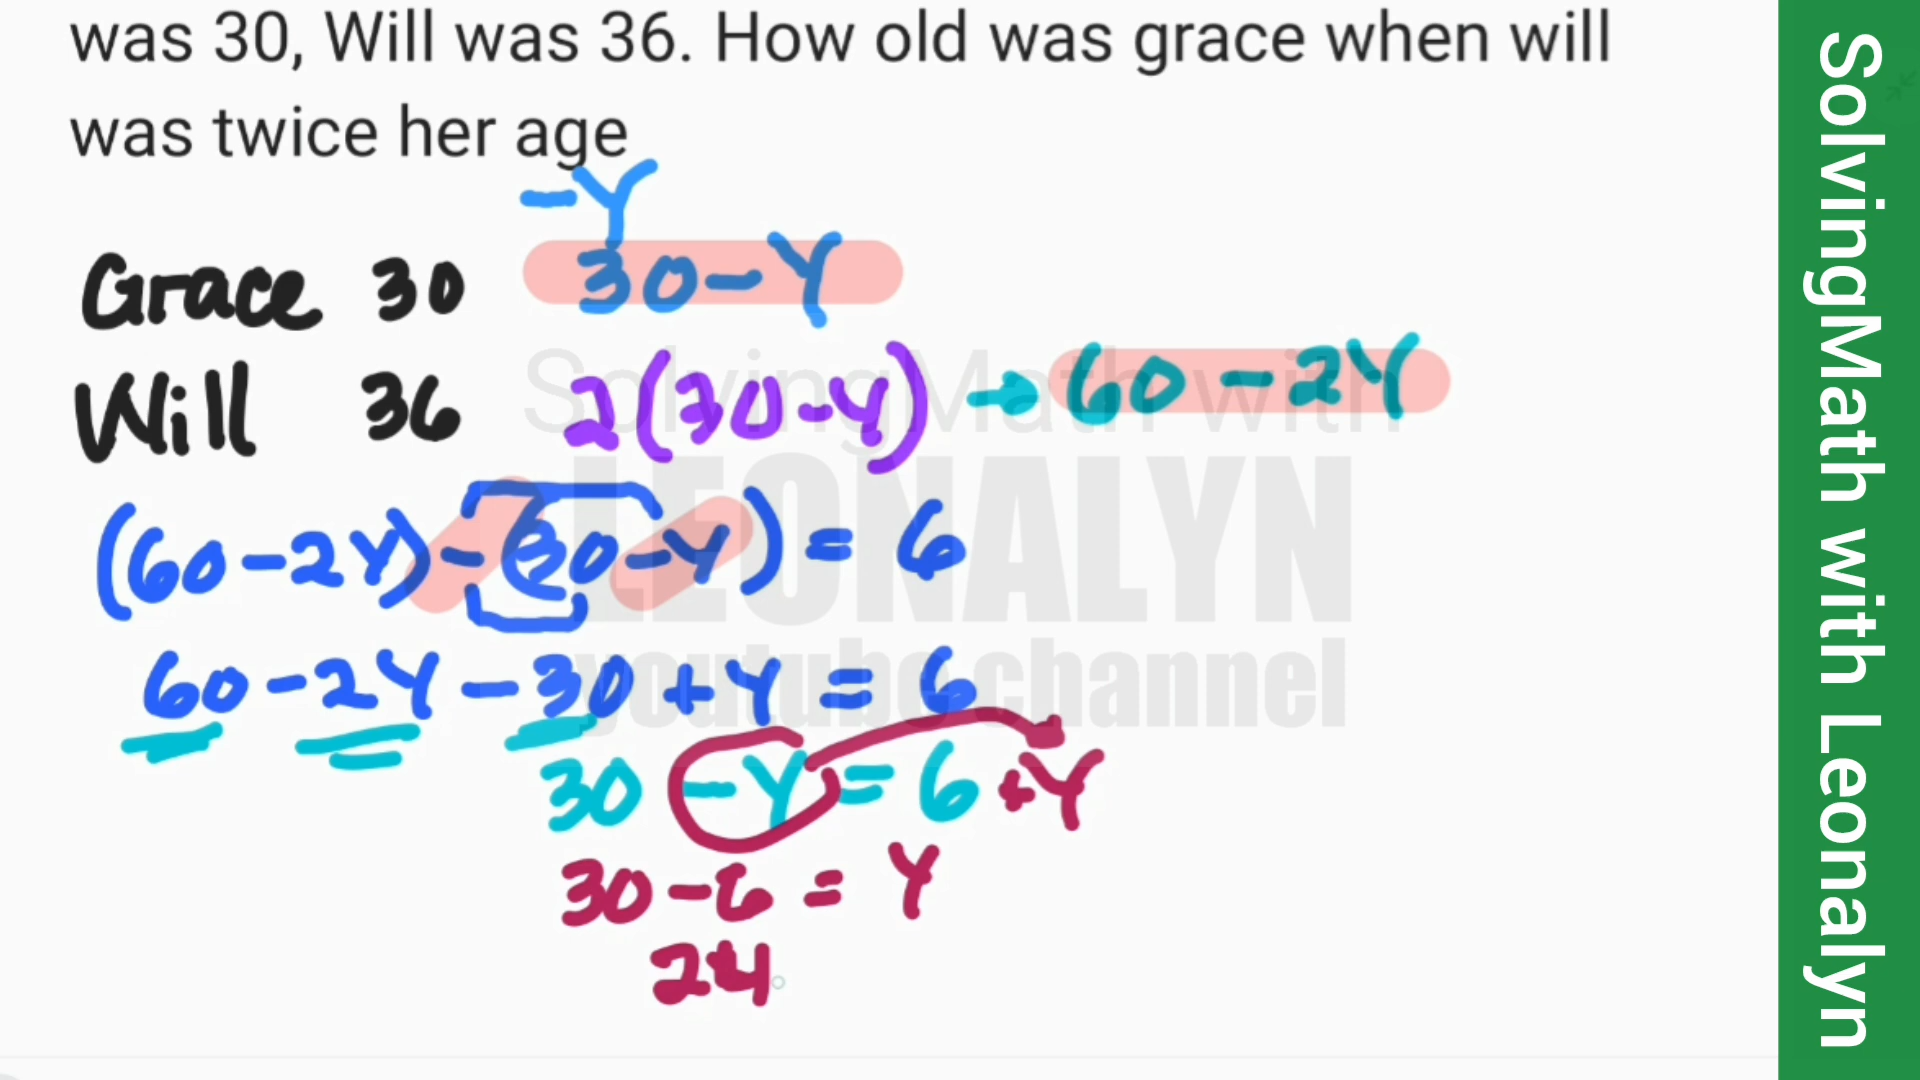 was 30, Will was 36. How old was grace when will
was twice her age
-Y
Grace 30 30-Y
Will 36 2(30-Y) → 60-2Y
(60-2Y)-(30-Y)=6
60-2Y-30+Y=6
30-Y=6+Y
30-6=Y
24
SolvingMath with
LEONALYN
youtube channel
SolvingMath with Leonalyn